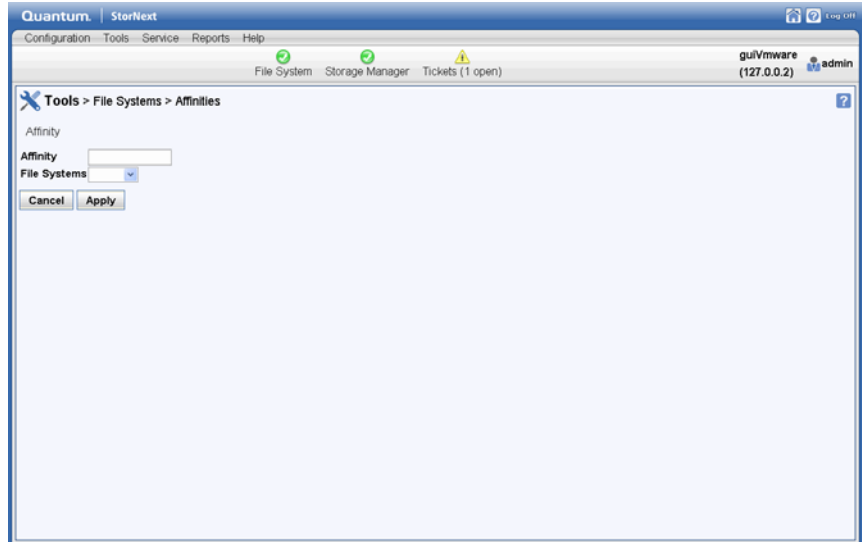 Quantum. StorNext Log Off
Configuration Tools Service Reports Help
File System Storage Manager Tickets (1 open)
guiVmware
(127.0.0.2)
admin
Tools > File Systems > Affinities
?
Affinity
Affinity
File Systems
Cancel Apply